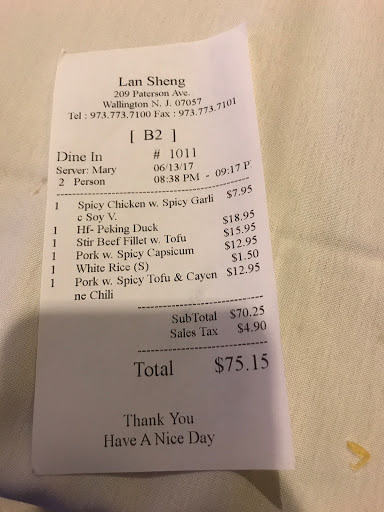 Lan Sheng
209 Paterson Ave.
Wallington N. J. 07057
Tel : 973.773.7100 Fax : 973.773.7101
[ B2 ]
Dine In # 1011
Server: Mary 06/13/17
2 Person 08:38 PM - 09:17 P
1 Spicy Chicken w. Spicy Garli $7.95
c Soy V.
1 Hf- Peking Duck $18.95
1 Stir Beef Fillet w. Tofu $15.95
1 Pork w. Spicy Capsicum $12.95
1 White Rice (S) $1.50
1 Pork w. Spicy Tofu & Cayen $12.95
ne Chili
SubTotal $70.25
Sales Tax $4.90
Total $75.15
Thank You
Have A Nice Day